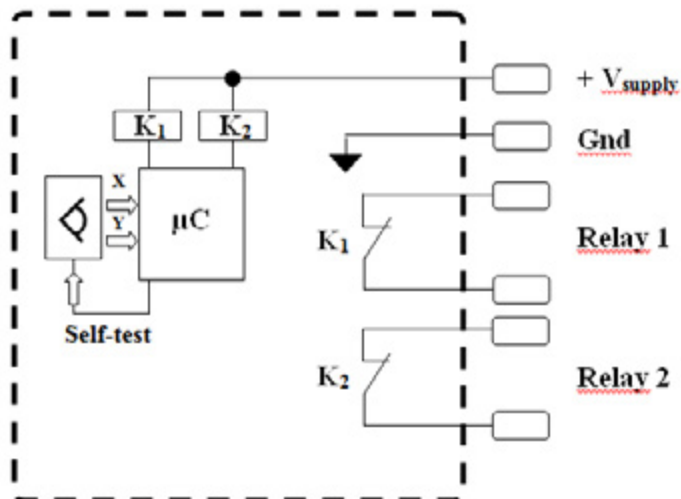 + Vsupply
K1 K2
Gnd
X
Y
µC
K1
Relay 1
Self-test
K2
Relay 2